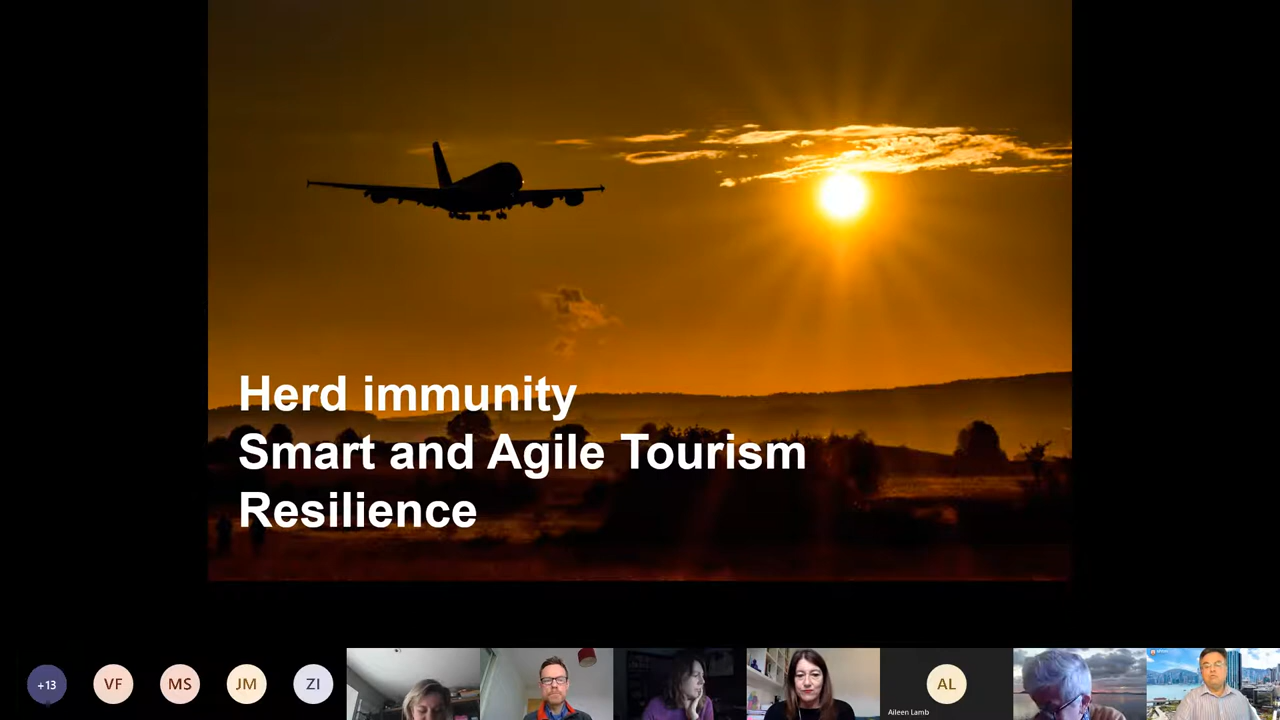 Herd immunity
Smart and Agile Tourism
Resilience
+13
VF
MS
JM
ZI
AL
Aileen Lamb